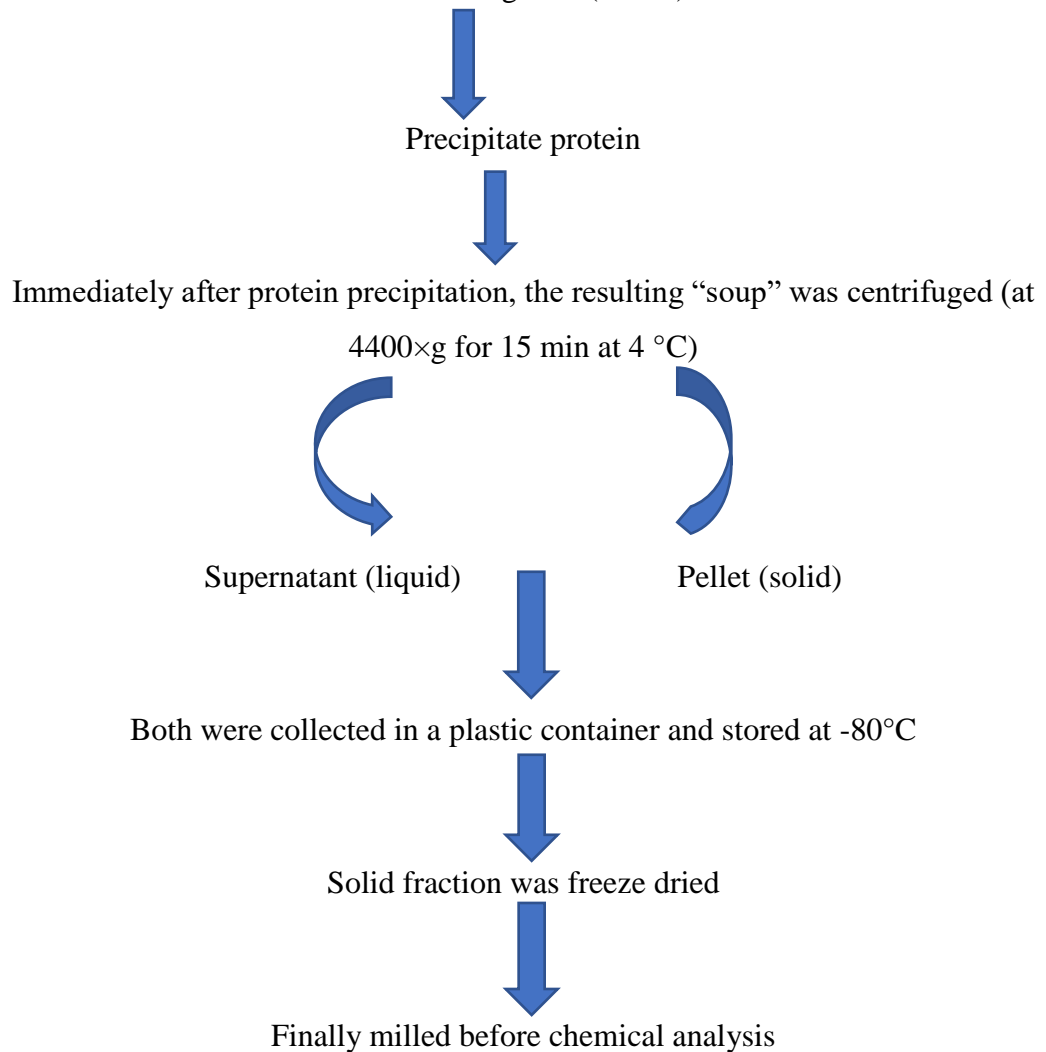 Precipitate protein
Immediately after protein precipitation, the resulting “soup” was centrifuged (at
4400×g for 15 min at 4 °C)
Supernatant (liquid) Pellet (solid)
Both were collected in a plastic container and stored at -80°C
Solid fraction was freeze dried
Finally milled before chemical analysis